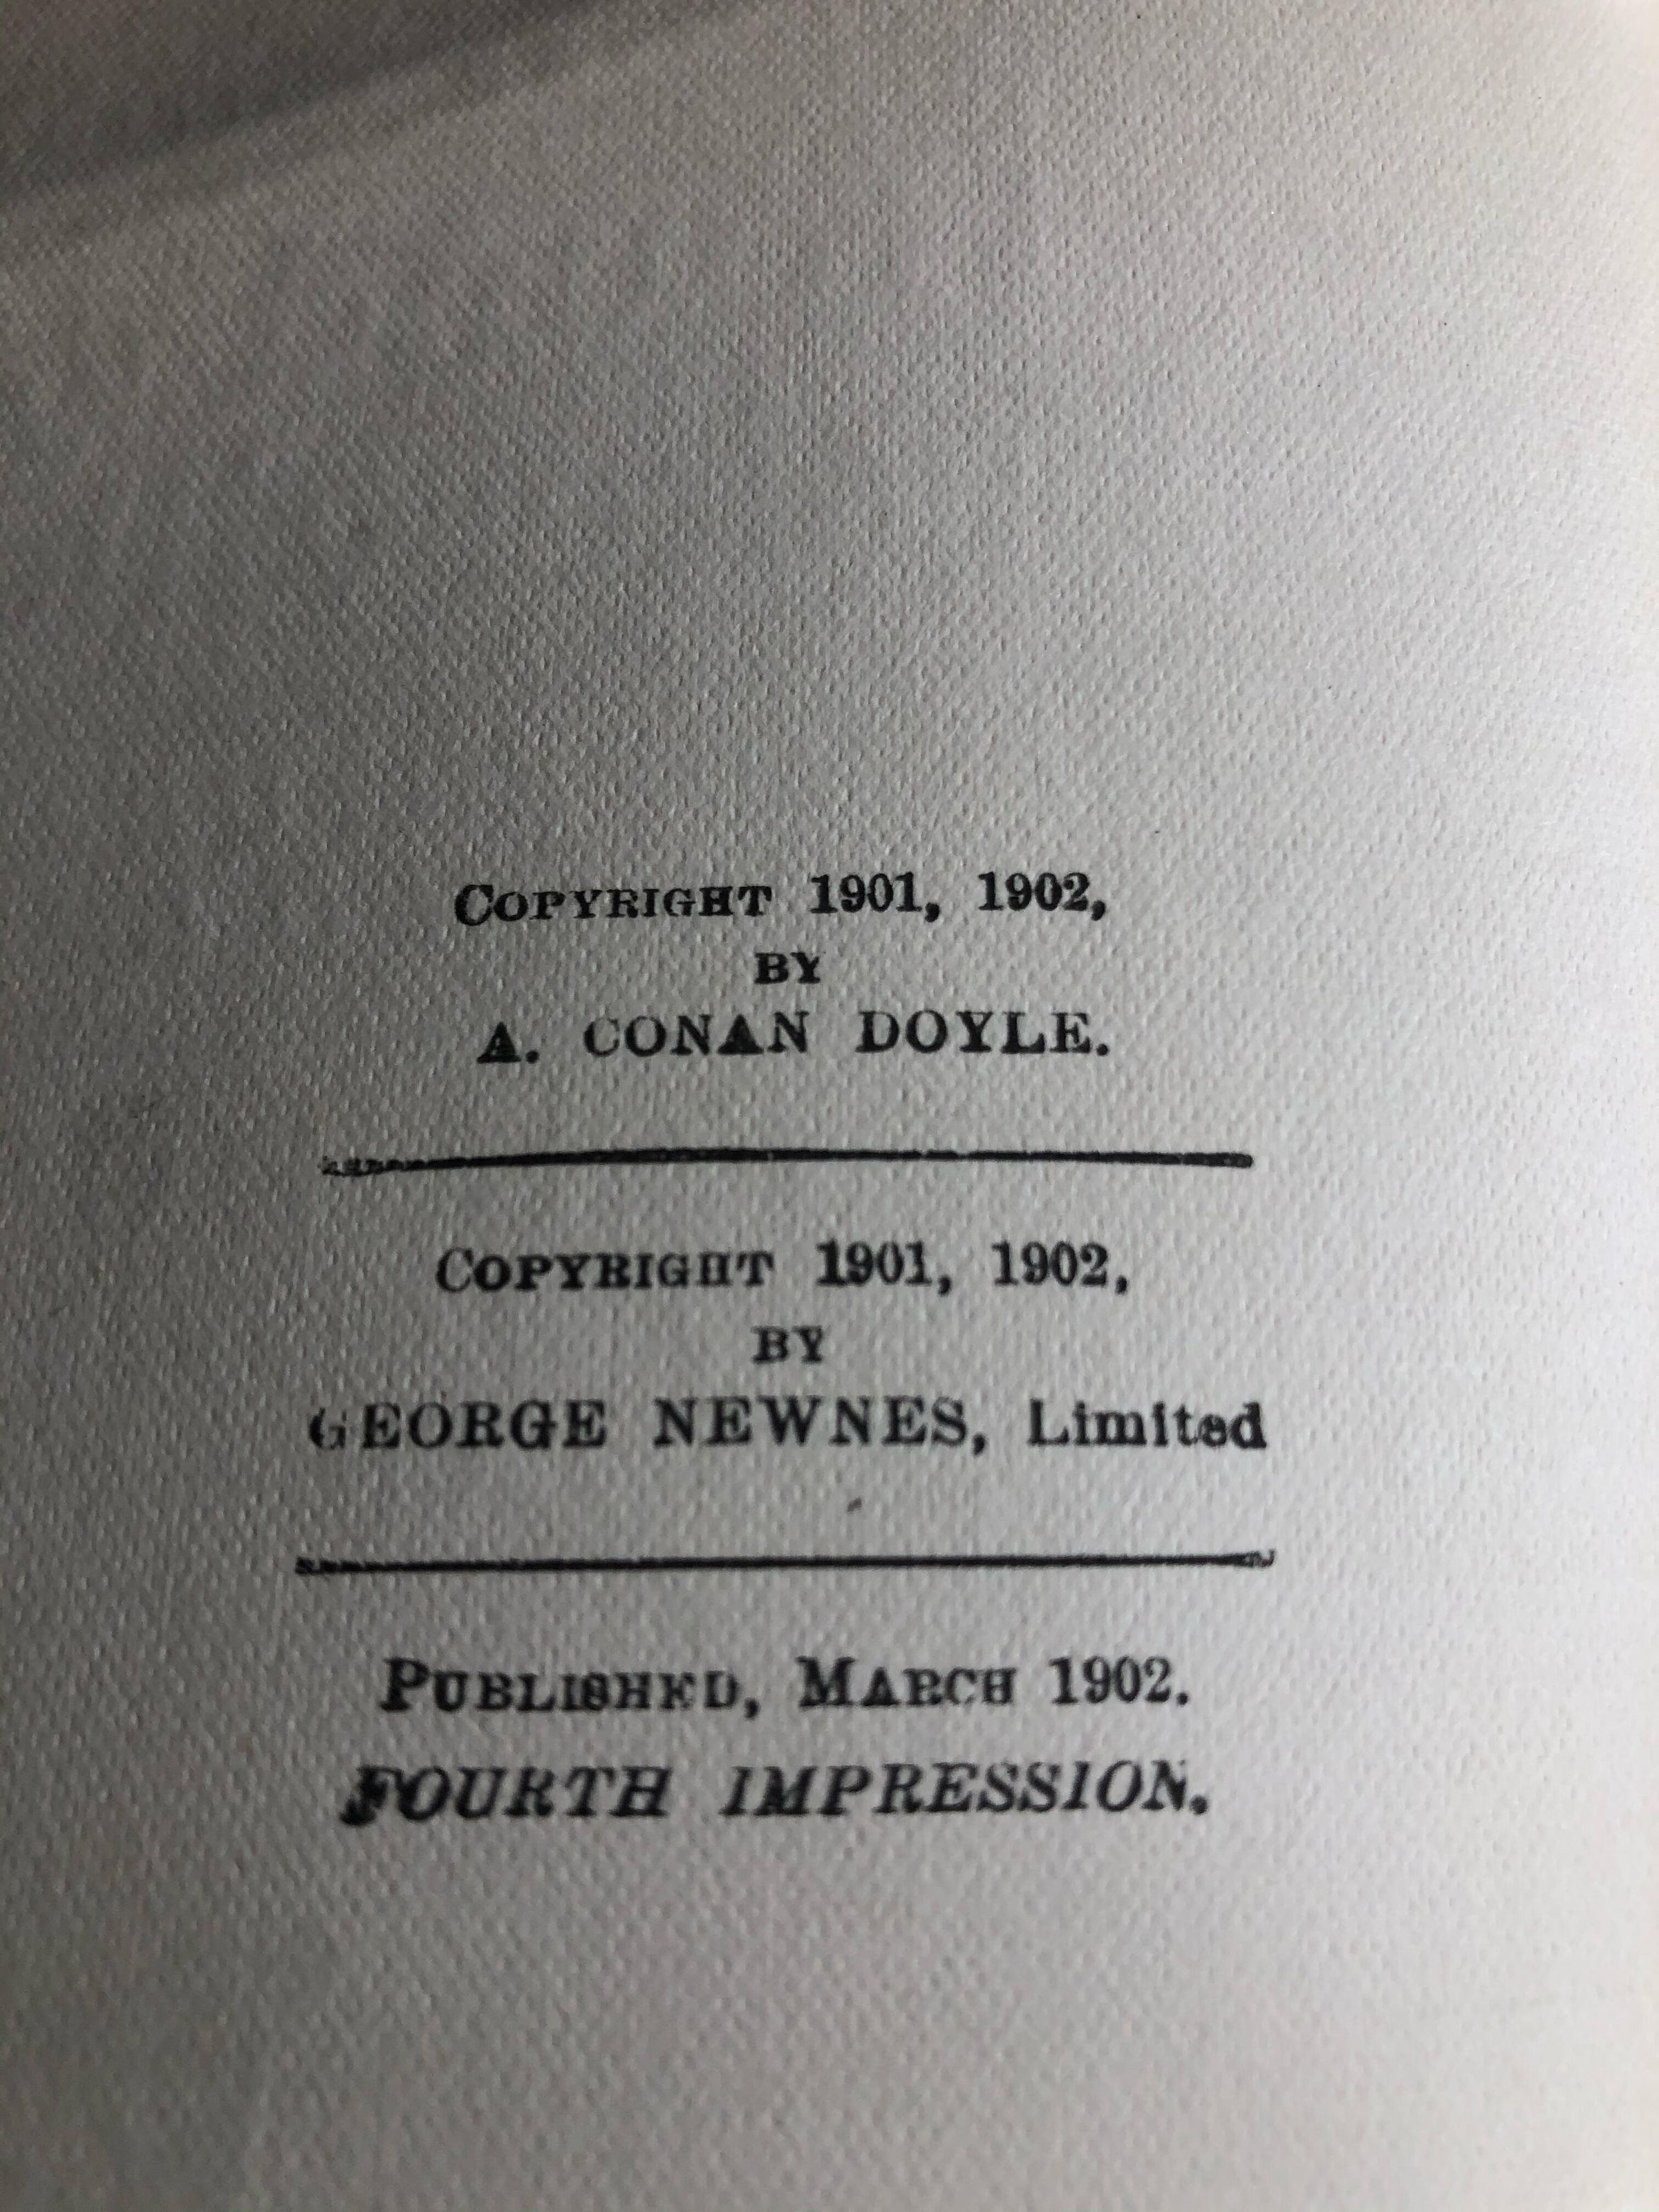 COPYRIGHT 1901, 1902,
BY
A. CONAN DOYLE.
COPYRIGHT 1901, 1902,
BY
GEORGE NEWNES, Limited
PUBLISHED, MARCH 1902.
FOURTH IMPRESSION.